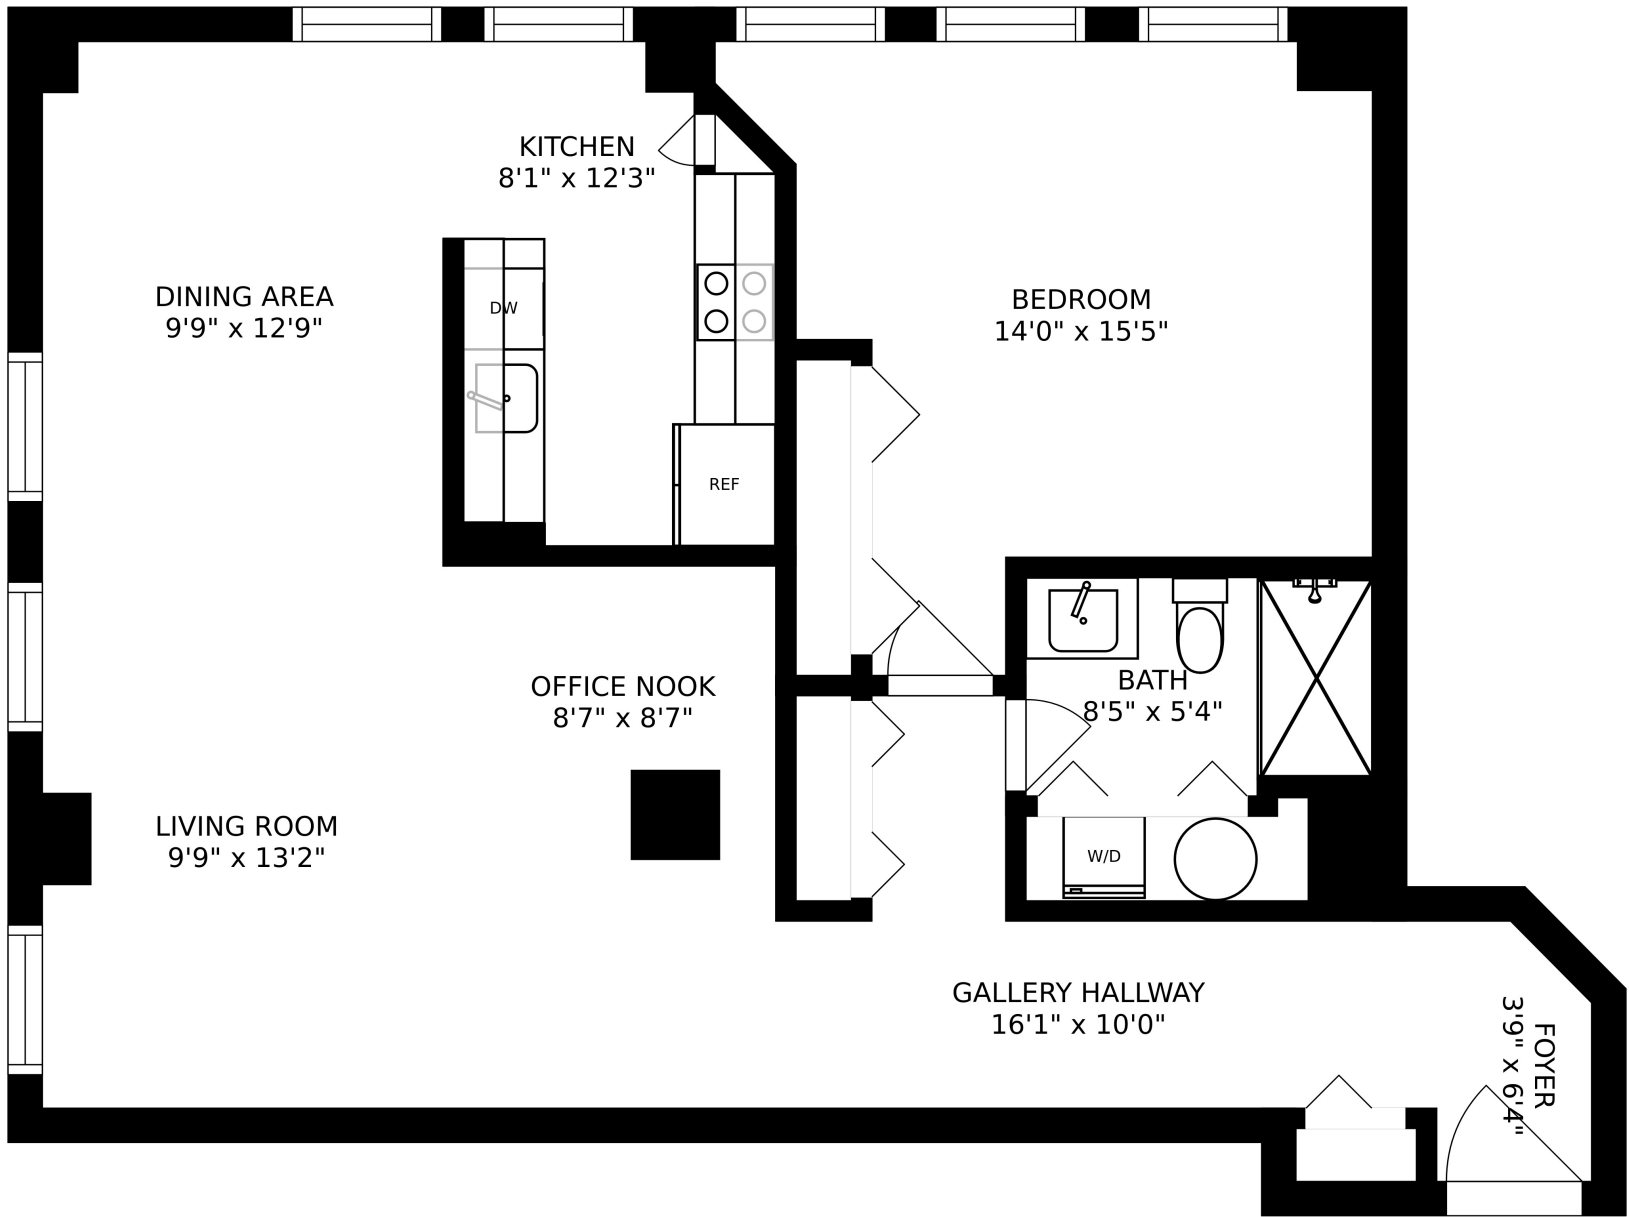 KITCHEN
8'1" x 12'3"
DINING AREA
9'9" x 12'9"
DW
BEDROOM
14'0" x 15'5"
REF
OFFICE NOOK
8'7" x 8'7"
BATH
8'5" x 5'4"
LIVING ROOM
9'9" x 13'2"
W/D
GALLERY HALLWAY
16'1" x 10'0"
FOYER
3'9" x 6'4"